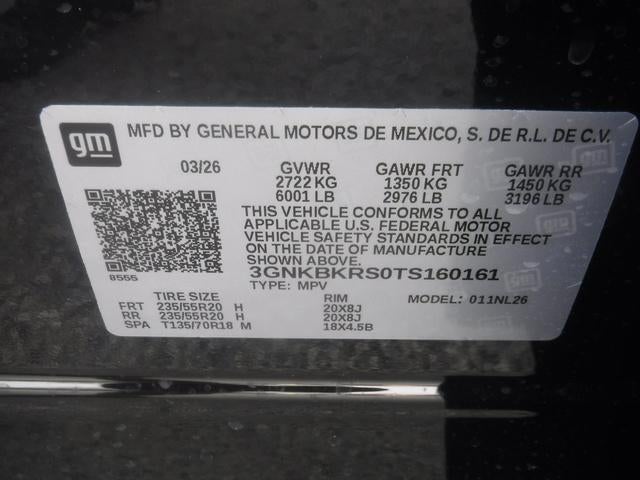 gm MFD BY GENERAL MOTORS DE MEXICO, S. DE R.L. DE C.V.
03/26 GVWR GAWR FRT GAWR RR
2722 KG 1350 KG 1450 KG
6001 LB 2976 LB 3196 LB
THIS VEHICLE CONFORMS TO ALL
APPLICABLE U.S. FEDERAL MOTOR
VEHICLE SAFETY STANDARDS IN EFFECT
ON THE DATE OF MANUFACTURE
SHOWN ABOVE.
8555 3GNKBKRS0TS160161
TYPE: MPV MODEL: 011NL26
TIRE SIZE RIM
FRT 235/55R20 H 20X8J
RR 235/55R20 H 20X8J
SPA T135/70R18 M 18X4.5B